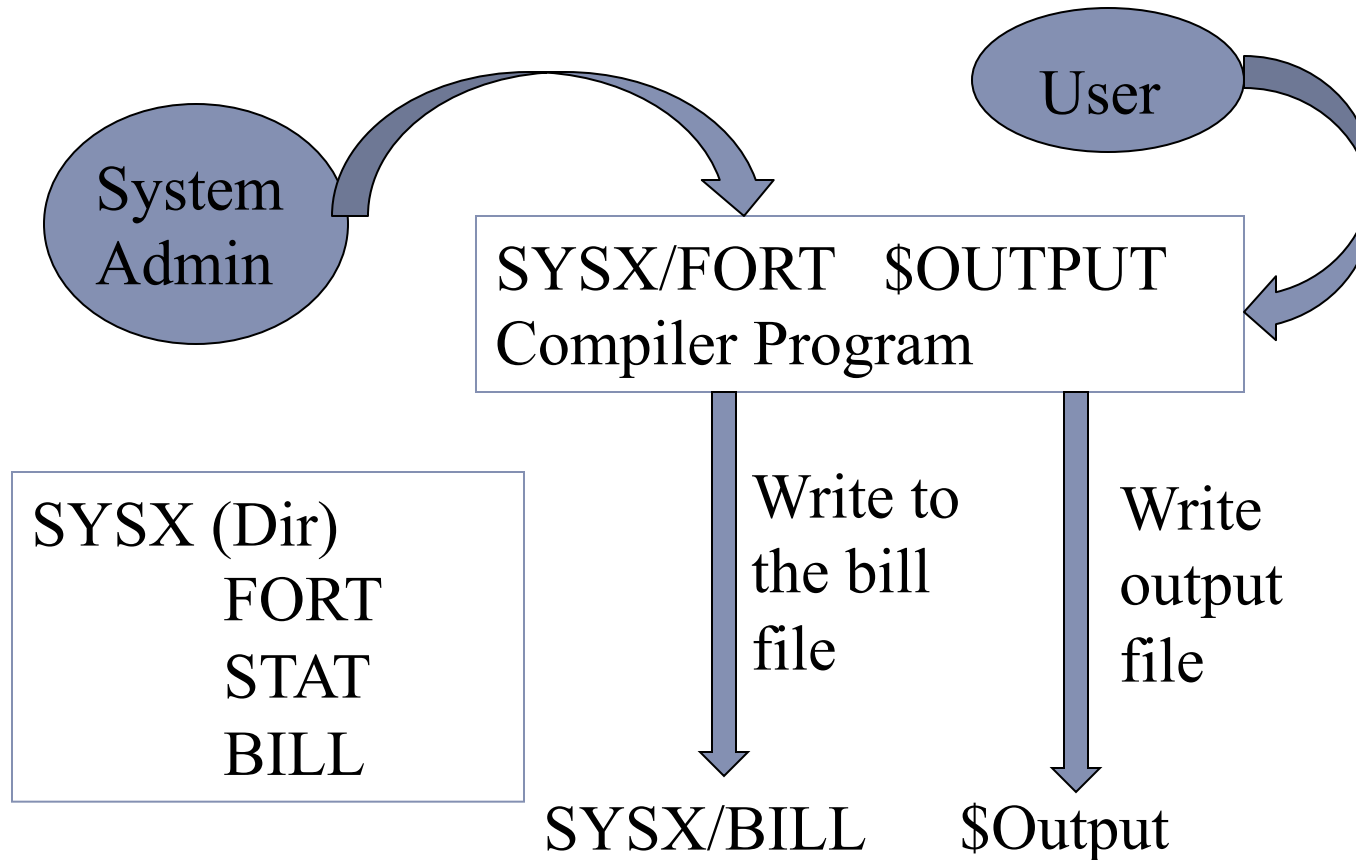 User
System
Admin
SYSX/FORT $OUTPUT
Compiler Program
SYSX (Dir)
FORT
STAT
BILL
Write to
the bill
file
Write
output
file
SYSX/BILL
$Output